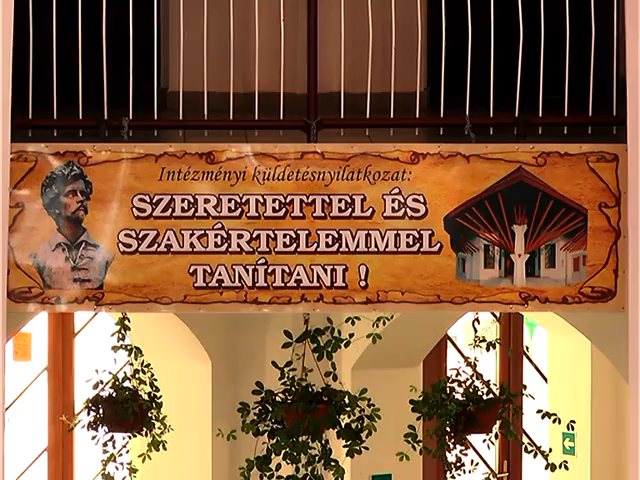 Intézményi küldetésnyilatkozat:
SZERETETTEL ÉS
SZAKÉRTELEMMEL
TANÍTANI !